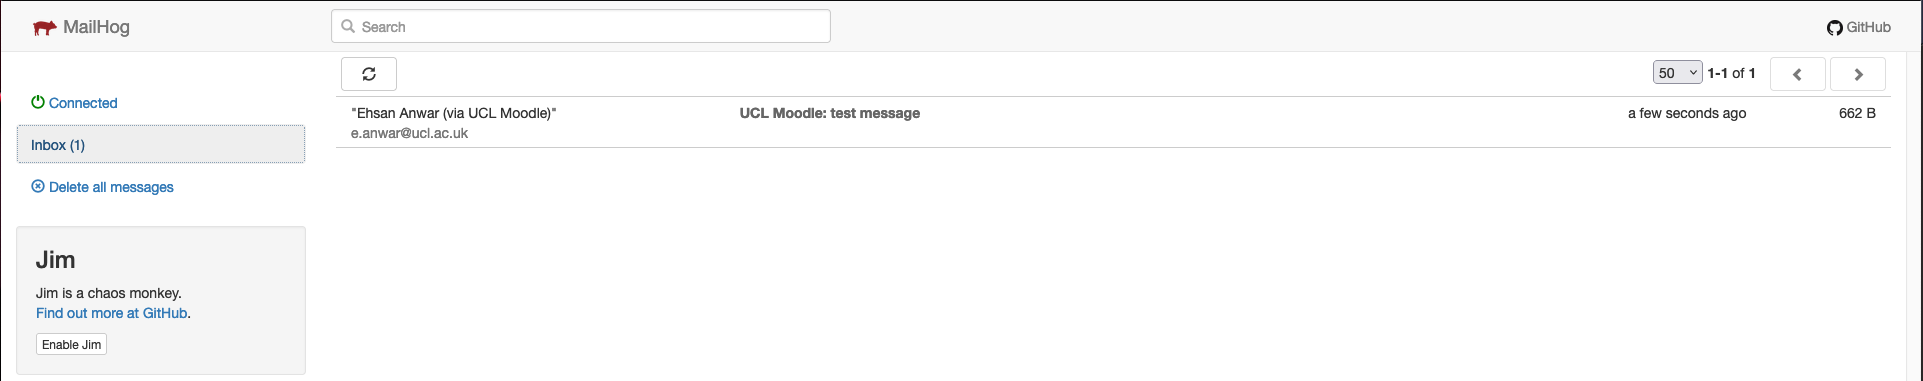 MailHog
Search
GitHub
50 1-1 of 1
Connected
"Ehsan Anwar (via UCL Moodle)" UCL Moodle: test message a few seconds ago 662 B
e.anwar@ucl.ac.uk
Inbox (1)
Delete all messages
Jim
Jim is a chaos monkey.
Find out more at GitHub.
Enable Jim